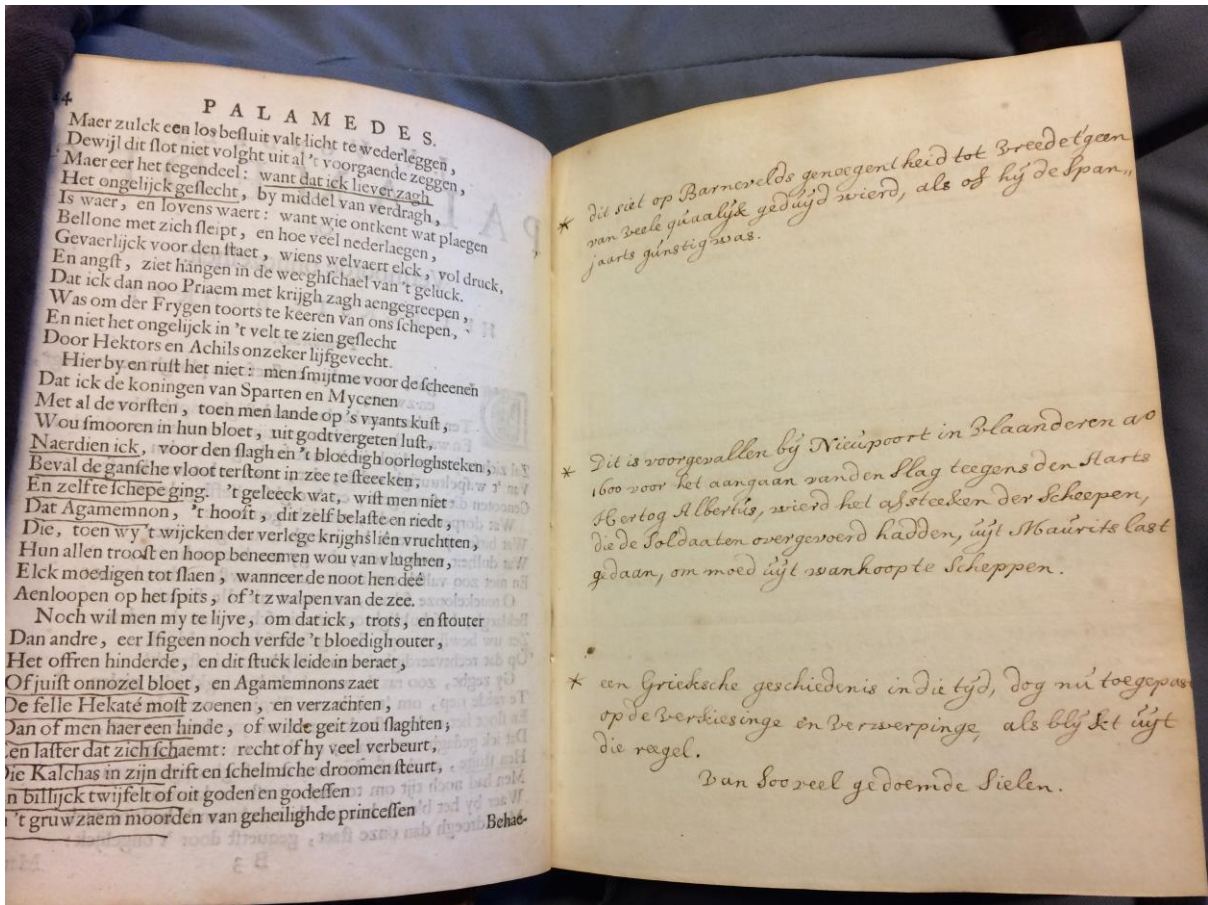 4
PALAMEDES.
Maer zulck een los besluit valt licht te wederleggen,
Dewijl dit slot niet volght uit al 't voorgaende zeggen,
Maer eer het tegendeel: want dat ick liever zagh
Het ongelijck geslecht, by middel van verdragh,
Is waer, en lovens waert: want wie ontkent wat plaegen
Bellone met zich sleipt, en hoe veel nederlaegen,
Gevaerlijck voor den staet, wiens welvaert elck, vol druck,
En angst, ziet hangen in de weeghschael van 't geluck.
Dat ick dan noo Priaem met krijgh zagh aengegreepen,
Was om der Frygen toorts te keeren van ons schepen,
En niet het ongelijck in 't velt te zien geslecht
Door Hektors en Achils onzeker lijfgevecht.
Hier by en rust het niet: men smijtme voor de scheenen
Dat ick de koningen van Sparten en Mycenen
Met al de vorsten, toen men lande op 's vyants kust,
Wou smooren in hun bloet, uit godtvergeten lust,
Naerdien ick, voor den slagh en 't bloedigh oorloghsteken,
Beval de gansche vloot terstont in zee te steecken,
En zelf te schepe ging. 't geleeck wat, wist men niet
Dat Agamemnon, 't hooft, dit zelf belaste en riedt,
Die, toen wy 't wijcken der verlege krijghsliên vruchtten,
Hun allen troost en hoop beneemen wou van vlughten,
Elck moedigen tot slaen, wanneer de noot hen deê
Aenloopen op het spits, of 't zwalpen van de zee.
Noch wil men my te lijve, om dat ick, trots, en stouter
Dan andre, eer Ifigeen noch verfde 't bloedigh outer,
Het offren hinderde, en dit stuck leide in beraet,
Of juist onnozel bloet, en Agamemnons zaet
De felle Hekaté most zoenen, en verzachten,
Dan of men haer een hinde, of wilde geit zou slaghten;
Een laster dat zich schaemt: recht of hy veel verbeurt,
Die Kalchas in zijn drift en schelmsche droomen steurt,
En billijck twijfelt of oit goden en godessen
't gruwzaem moorden van geheilighde princessen
Behae-
B 3
* dit siet op Barnevelds genoegentheid tot vreede t'geen
van veele quaalijk geduyd wierd, als of hij de Span„
jaarts gunstig was.
* Dit is voorgevallen bij Nieupoort in Vlaanderen ao
1600 voor het aangaan van den Slag teegens den Aarts
Hertog Albertus, wierd het afsteeken der Scheepen,
die de Soldaaten overgevoerd hadden, uijt Maurits last
gedaan, om moed uijt wanhoop te Scheppen.
* een Grieksche geschiedenis in die tijd, dog nu toegepas
op de verkiesinge en verwerpinge, als blijkt uijt
die reegel.
Van Soo veel gedoemde Sielen.